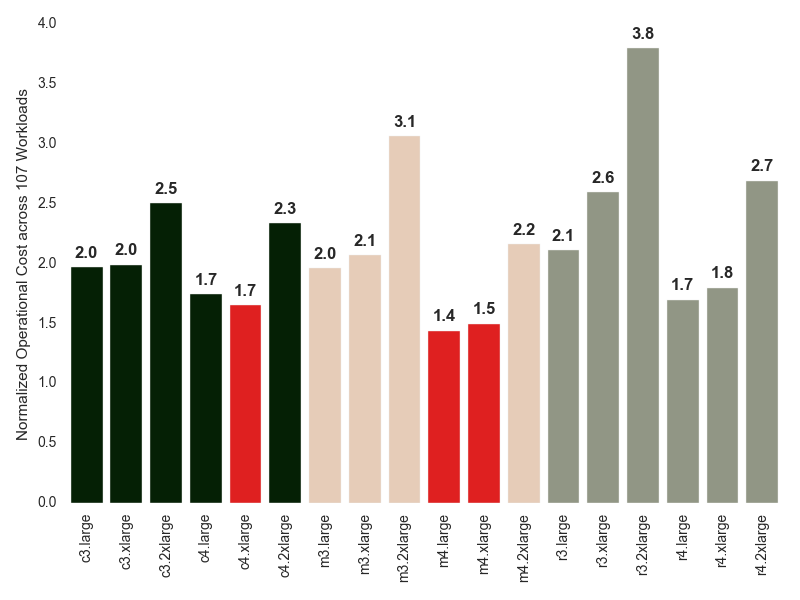 Normalized Operational Cost across 107 Workloads
4.0
3.5
3.0
2.5
2.0
1.5
1.0
0.5
0.0
2.0
2.0
2.5
1.7
1.7
2.3
2.0
2.1
3.1
1.4
1.5
2.2
2.1
2.6
3.8
1.7
1.8
2.7
c3.large
c3.xlarge
c3.2xlarge
c4.large
c4.xlarge
c4.2xlarge
m3.large
m3.xlarge
m3.2xlarge
m4.large
m4.xlarge
m4.2xlarge
r3.large
r3.xlarge
r3.2xlarge
r4.large
r4.xlarge
r4.2xlarge